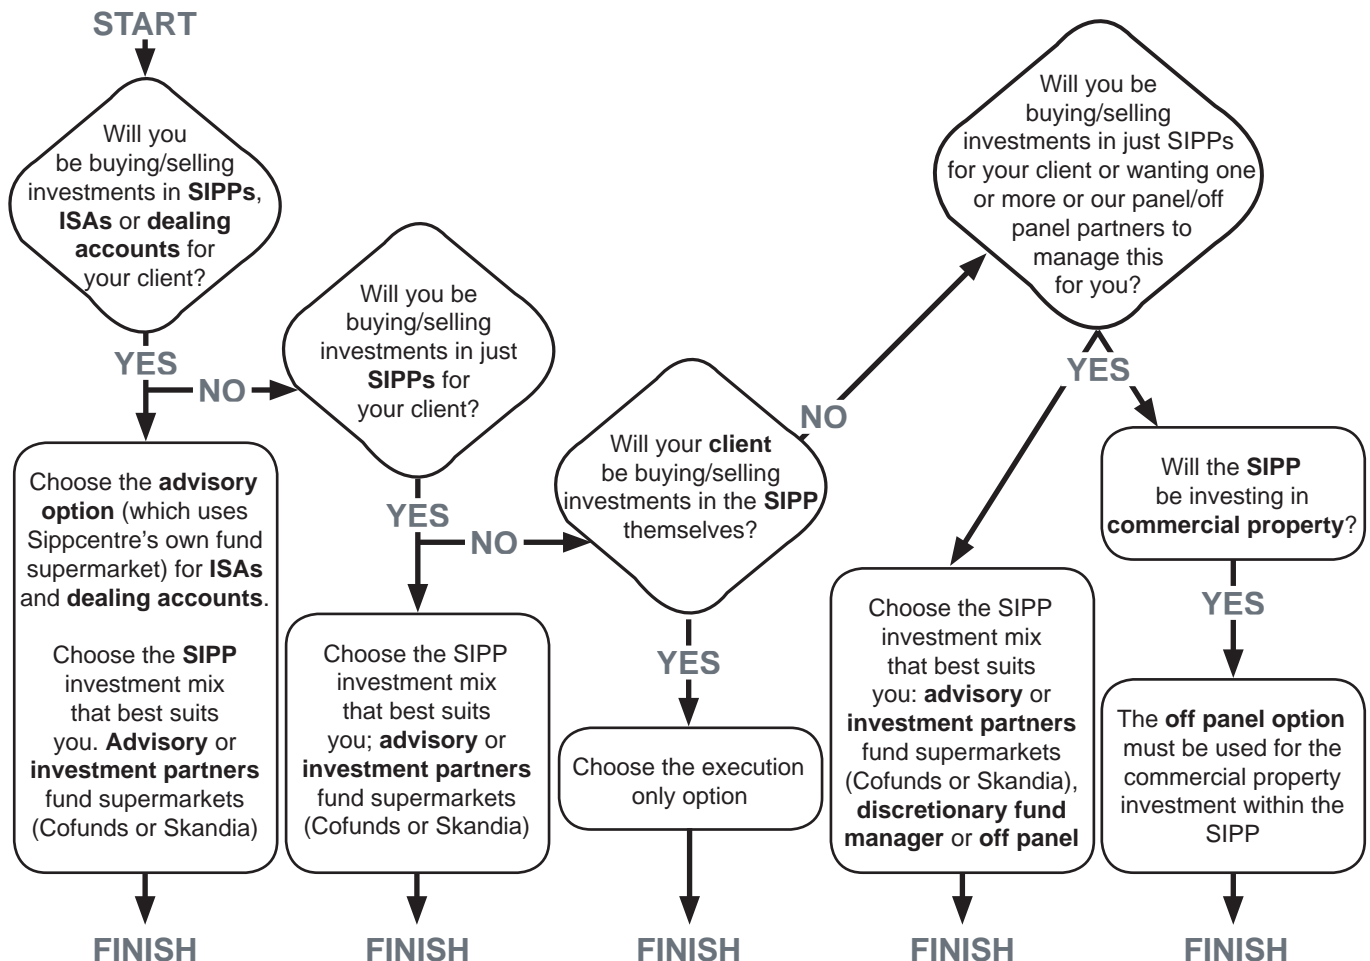 START
Will you
be buying/selling
investments in SIPPs,
ISAs or dealing
accounts for
your client?
YES
NO
Choose the advisory
option (which uses
Sippcentre's own fund
supermarket) for ISAs
and dealing accounts.
Choose the SIPP
investment mix
that best suits
you. Advisory or
investment partners
fund supermarkets
(Cofunds or Skandia)
FINISH
Will you be
buying/selling
investments in just
SIPPs for
your client?
YES
NO
Choose the SIPP
investment mix
that best suits
you; advisory or
investment partners
fund supermarkets
(Cofunds or Skandia)
FINISH
Will your client
be buying/selling
investments in the SIPP
themselves?
YES
NO
Choose the execution
only option
FINISH
Will you be
buying/selling
investments in just SIPPs
for your client or wanting one
or more or our panel/off
panel partners to
manage this
for you?
YES
Choose the SIPP
investment mix
that best suits
you: advisory or
investment partners
fund supermarkets
(Cofunds or Skandia),
discretionary fund
manager or off panel
FINISH
Will the SIPP
be investing in
commercial property?
YES
The off panel option
must be used for the
commercial property
investment within the
SIPP
FINISH